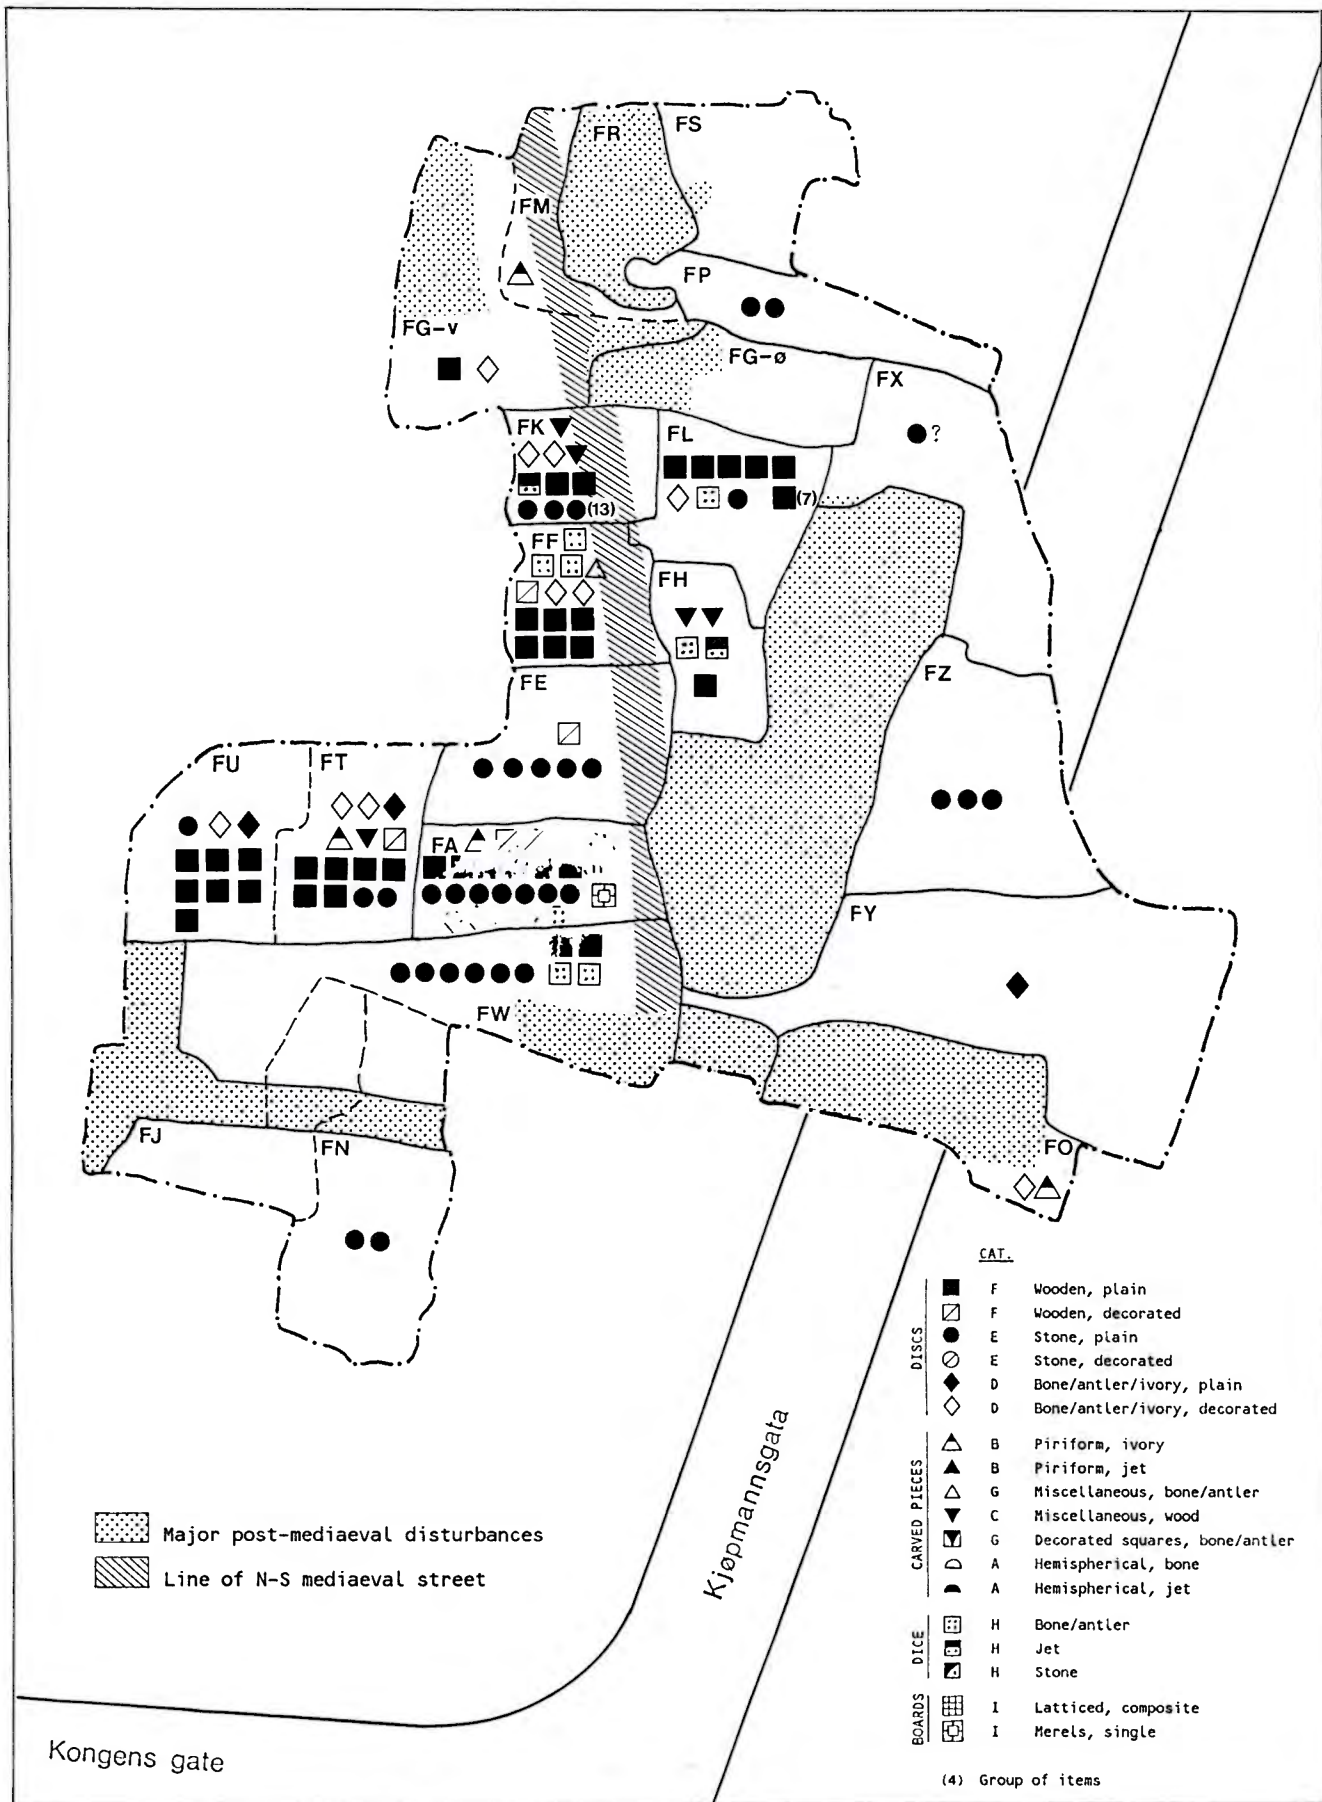 FR
FS
FM
FP
FG-v
FG-ø
FX
?
FK
FL
(7)
(13)
FF
FH
FE
FZ
FU
FT
FA
FY
FW
FJ
FN
FO
CAT.
DISCS
F Wooden, plain
F Wooden, decorated
E Stone, plain
E Stone, decorated
D Bone/antler/ivory, plain
D Bone/antler/ivory, decorated
CARVED PIECES
B Piriform, ivory
B Piriform, jet
G Miscellaneous, bone/antler
C Miscellaneous, wood
G Decorated squares, bone/antler
A Hemispherical, bone
A Hemispherical, jet
DICE
H Bone/antler
H Jet
H Stone
BOARDS
I Latticed, composite
I Merels, single
(4) Group of items
Major post-mediaeval disturbances
Line of N-S mediaeval street
Kjøpmannsgata
Kongens gate